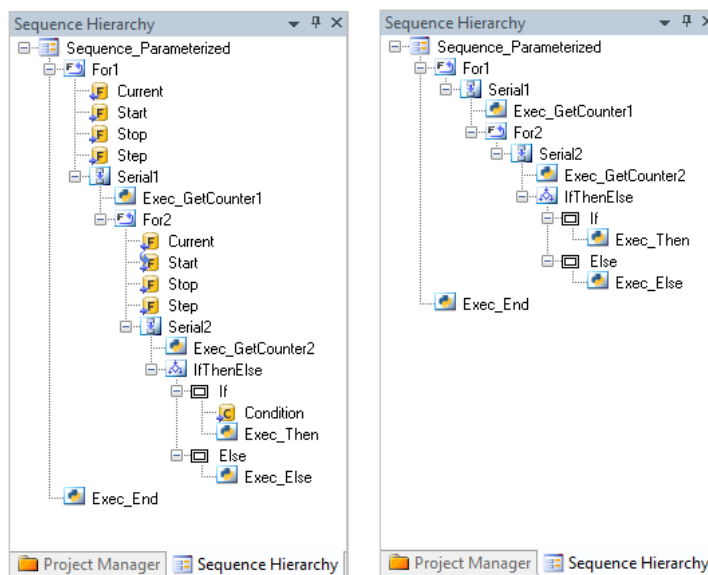 Sequence Hierarchy
Sequence_Parameterized
For1
Current
Start
Stop
Step
Serial1
Exec_GetCounter1
For2
Current
Start
Stop
Step
Serial2
Exec_GetCounter2
IfThenElse
If
Condition
Exec_Then
Else
Exec_Else
Exec_End
Project Manager
Sequence Hierarchy
Sequence Hierarchy
Sequence_Parameterized
For1
Serial1
Exec_GetCounter1
For2
Serial2
Exec_GetCounter2
IfThenElse
If
Exec_Then
Else
Exec_Else
Exec_End
Project Manager
Sequence Hierarchy